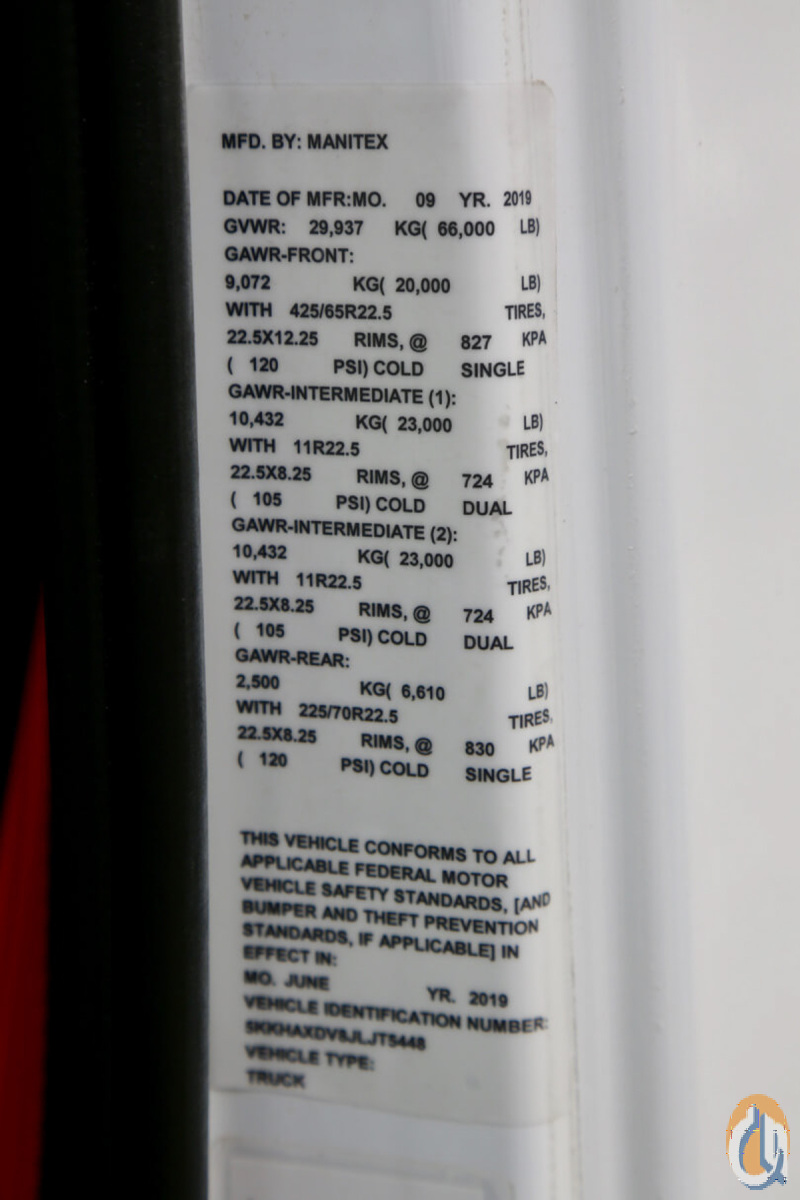 MFD. BY: MANITEX
DATE OF MFR:MO. 09 YR. 2019
GVWR: 29,937 KG( 66,000 LB)
GAWR-FRONT:
9,072 KG( 20,000 LB)
WITH 425/65R22.5 TIRES,
22.5X12.25 RIMS, @ 827 KPA
( 120 PSI) COLD SINGLE
GAWR-INTERMEDIATE (1):
10,432 KG( 23,000 LB)
WITH 11R22.5 TIRES,
22.5X8.25 RIMS, @ 724 KPA
( 105 PSI) COLD DUAL
GAWR-INTERMEDIATE (2):
10,432 KG( 23,000 LB)
WITH 11R22.5 TIRES,
22.5X8.25 RIMS, @ 724 KPA
( 105 PSI) COLD DUAL
GAWR-REAR:
2,500 KG( 6,610 LB)
WITH 225/70R22.5 TIRES,
22.5X8.25 RIMS, @ 830 KPA
( 120 PSI) COLD SINGLE
THIS VEHICLE CONFORMS TO ALL
APPLICABLE FEDERAL MOTOR
VEHICLE SAFETY STANDARDS, [AND
BUMPER AND THEFT PREVENTION
STANDARDS, IF APPLICABLE] IN
EFFECT IN:
MO. JUNE YR. 2019
VEHICLE IDENTIFICATION NUMBER:
VEHICLE TYPE:
TRUCK